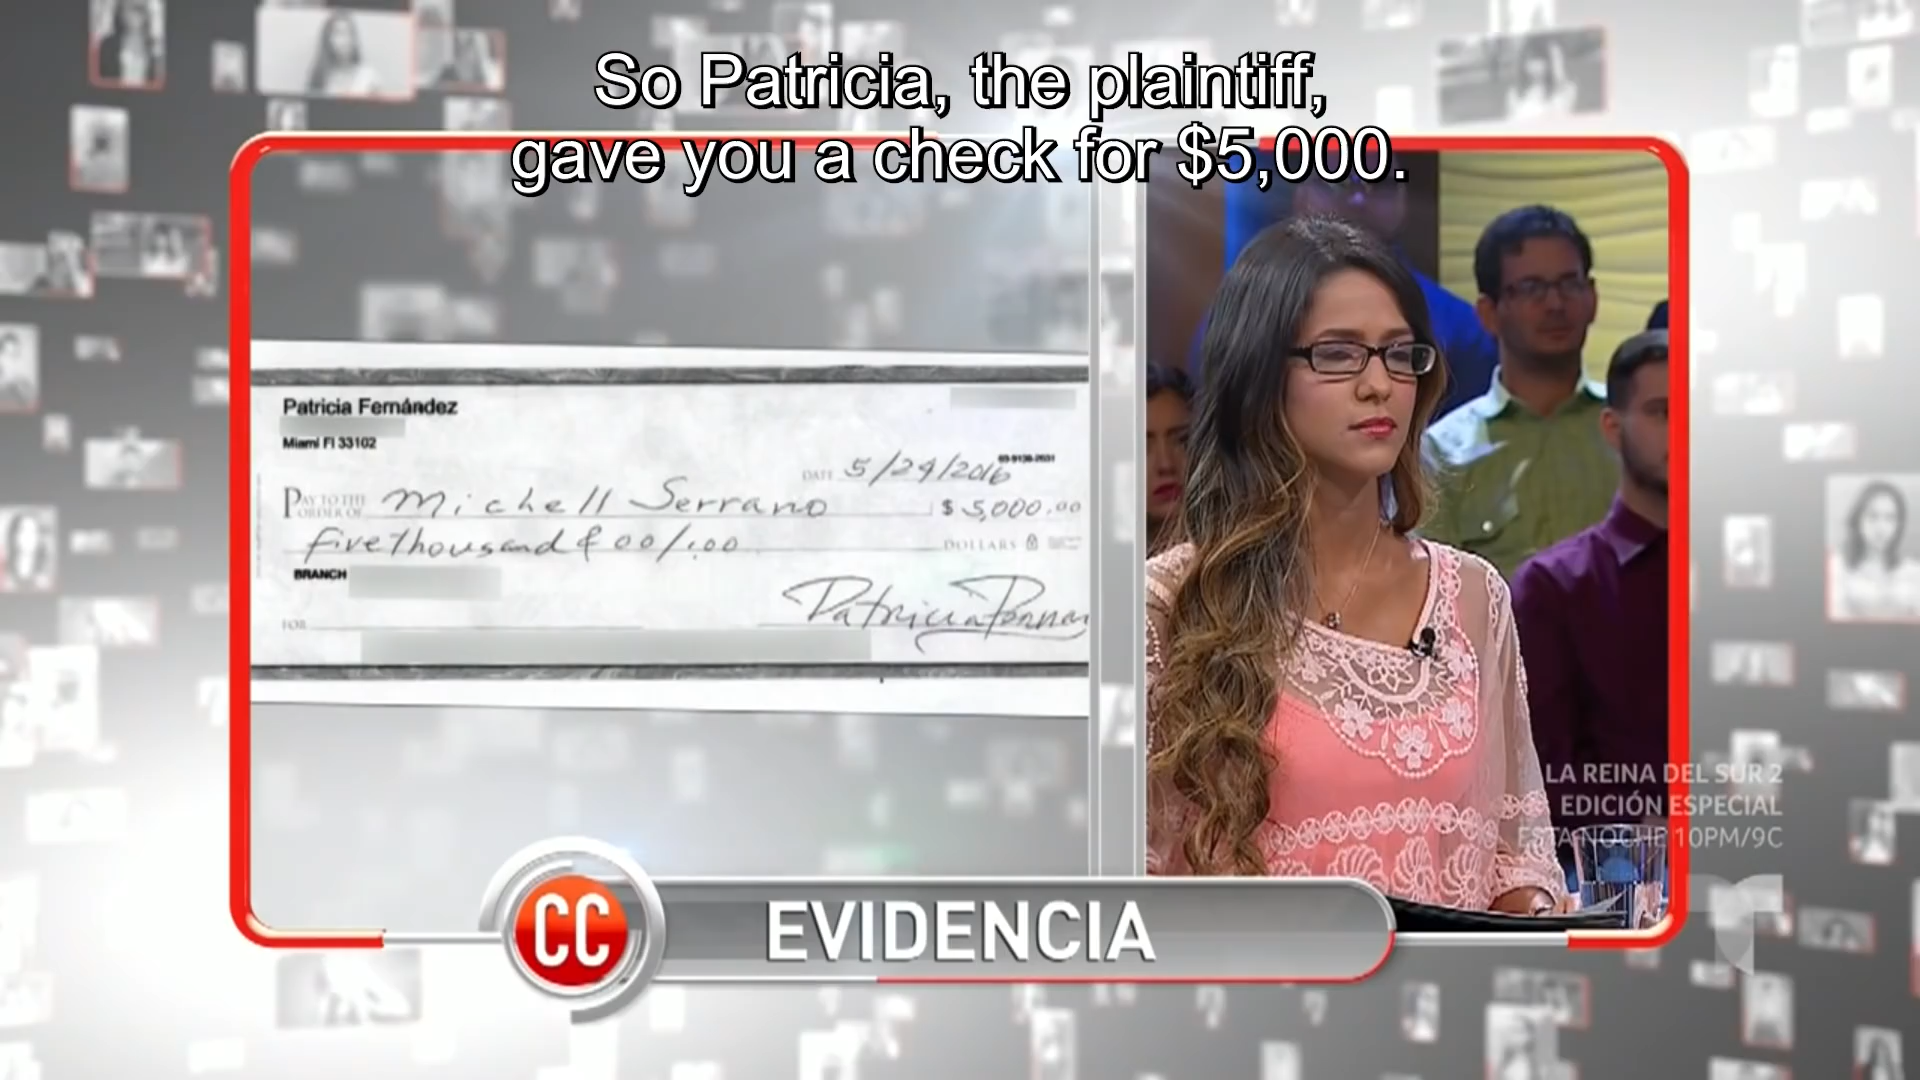 So Patricia, the plaintiff,
gave you a check for $5,000.
Patricia Fernández
Miami Fl 33102
DATE 5/24/2016
PAY TO THE ORDER OF Michell Serrano $ 5,000.00
five thousand & 00/100 DOLLARS
BRANCH
FOR
Patricia
LA REINA DEL SUR 2
EDICIÓN ESPECIAL
ESTA NOCHE 10PM/9C
CC EVIDENCIA